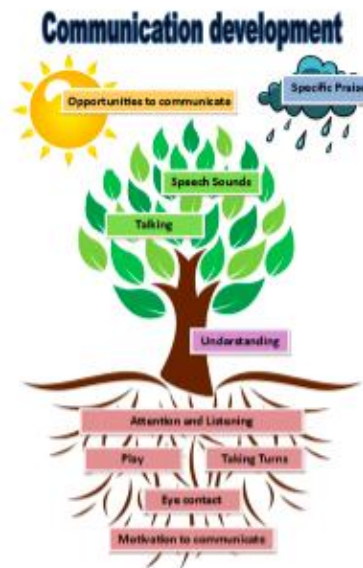 Communication development
Opportunities to communicate
Specific Prais
Speech Sounds
Talking
Understanding
Attention and Listening
Play
Taking Turns
Eye contact
Motivation to communicate